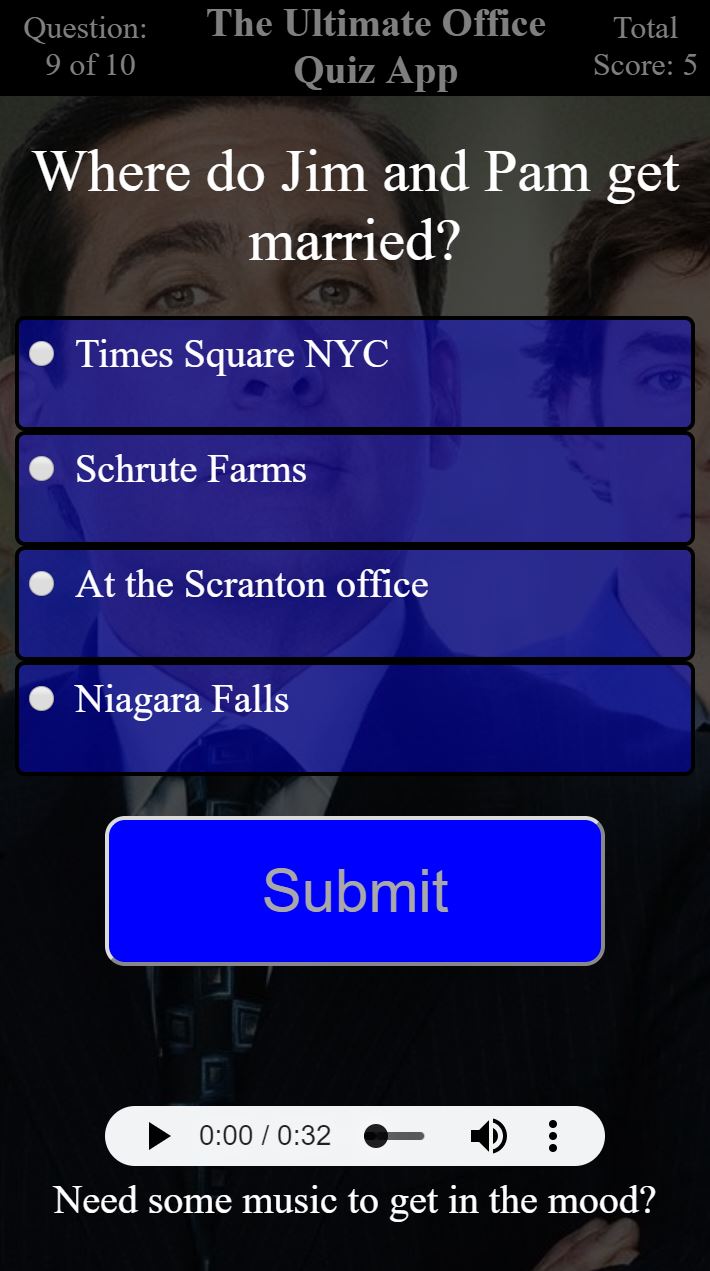 Question:
9 of 10
The Ultimate Office
Quiz App
Total
Score: 5
Where do Jim and Pam get
married?
Times Square NYC
Schrute Farms
At the Scranton office
Niagara Falls
Submit
0:00 / 0:32
Need some music to get in the mood?